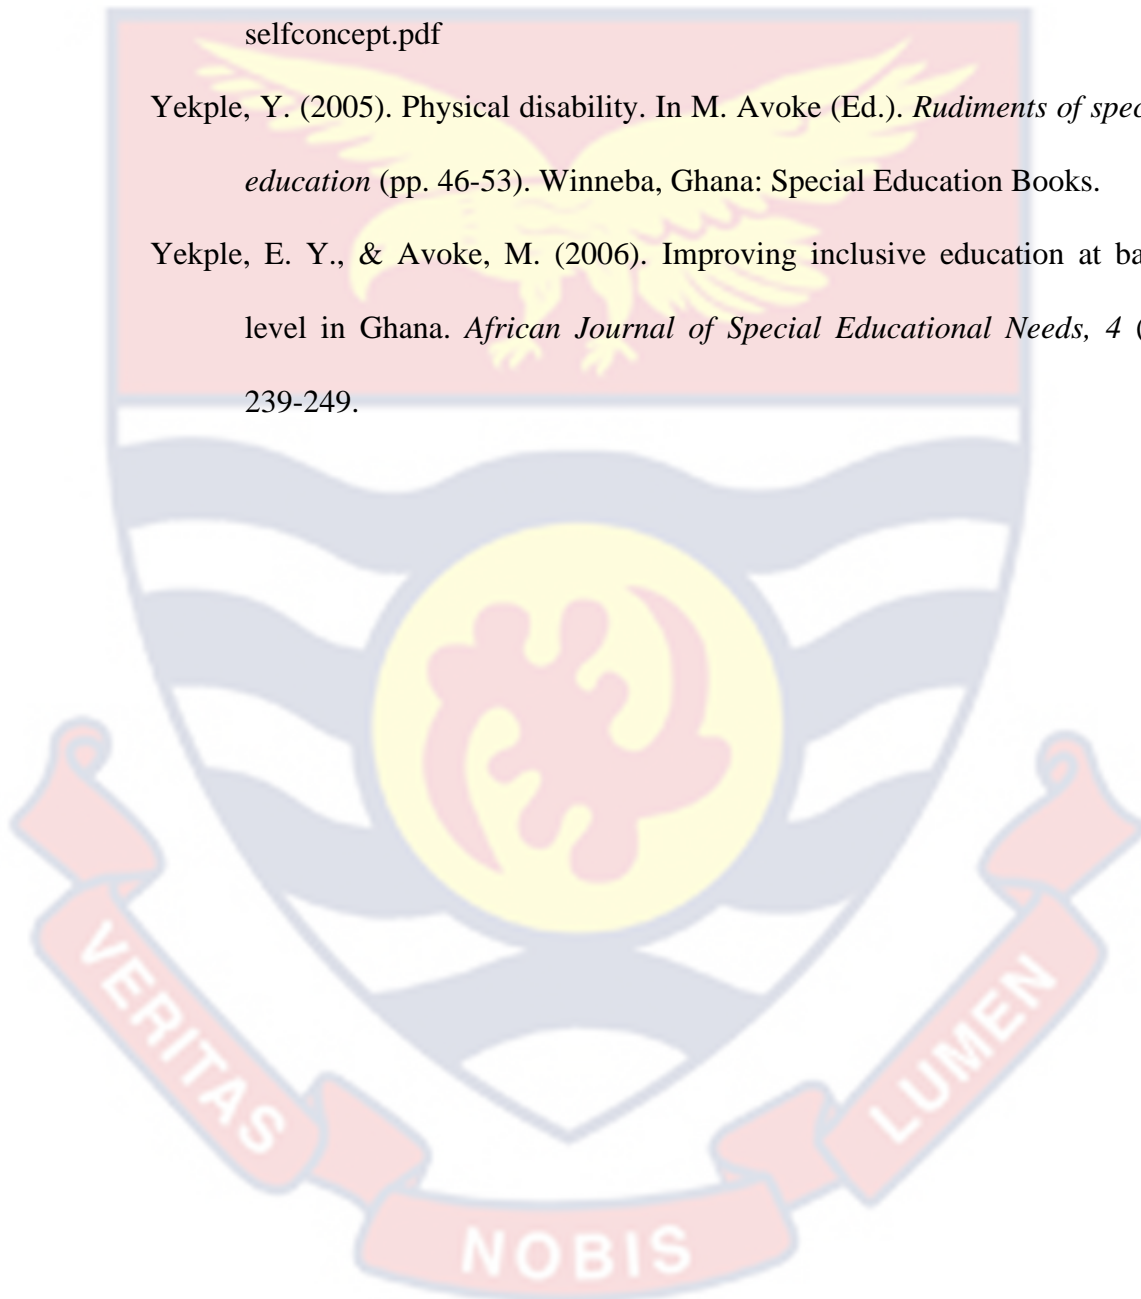 selfconcept.pdf
Yekple, Y. (2005). Physical disability. In M. Avoke (Ed.). Rudiments of spec
education (pp. 46-53). Winneba, Ghana: Special Education Books.
Yekple, E. Y., & Avoke, M. (2006). Improving inclusive education at ba
level in Ghana. African Journal of Special Educational Needs, 4 (
239-249.
VERITAS
NOBIS
LUMEN